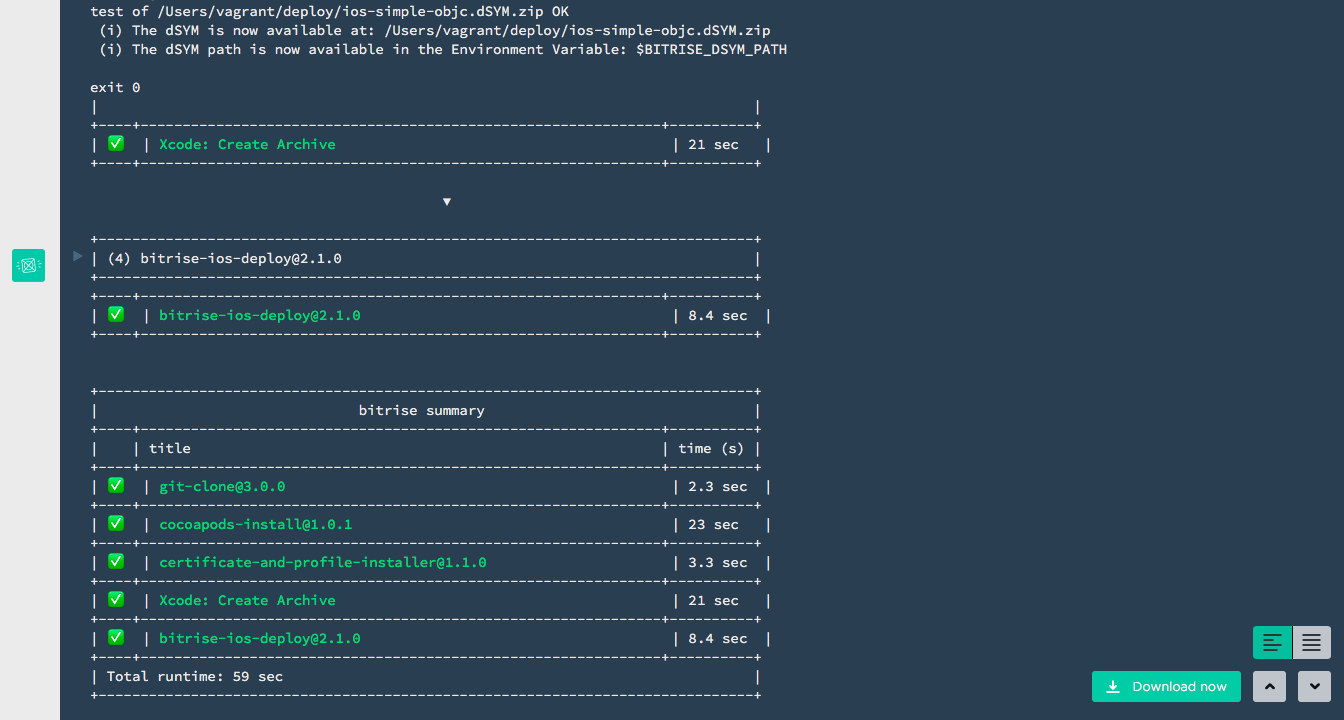 test of /Users/vagrant/deploy/ios-simple-objc.dSYM.zip OK
(i) The dSYM is now available at: /Users/vagrant/deploy/ios-simple-objc.dSYM.zip
(i) The dSYM path is now available in the Environment Variable: $BITRISE_DSYM_PATH
exit 0
| |
+----+--------------------------------------------------------------+----------+
| ✅ | Xcode: Create Archive | 21 sec |
+----+--------------------------------------------------------------+----------+
▼
+------------------------------------------------------------------------------+
| (4) bitrise-ios-deploy@2.1.0 |
+------------------------------------------------------------------------------+
+----+--------------------------------------------------------------+----------+
| ✅ | bitrise-ios-deploy@2.1.0 | 8.4 sec |
+----+--------------------------------------------------------------+----------+
+------------------------------------------------------------------------------+
| bitrise summary |
+----+--------------------------------------------------------------+----------+
| | title | time (s) |
+----+--------------------------------------------------------------+----------+
| ✅ | git-clone@3.0.0 | 2.3 sec |
+----+--------------------------------------------------------------+----------+
| ✅ | cocoapods-install@1.0.1 | 23 sec |
+----+--------------------------------------------------------------+----------+
| ✅ | certificate-and-profile-installer@1.1.0 | 3.3 sec |
+----+--------------------------------------------------------------+----------+
| ✅ | Xcode: Create Archive | 21 sec |
+----+--------------------------------------------------------------+----------+
| ✅ | bitrise-ios-deploy@2.1.0 | 8.4 sec |
+----+--------------------------------------------------------------+----------+
| Total runtime: 59 sec |
+------------------------------------------------------------------------------+
Download now